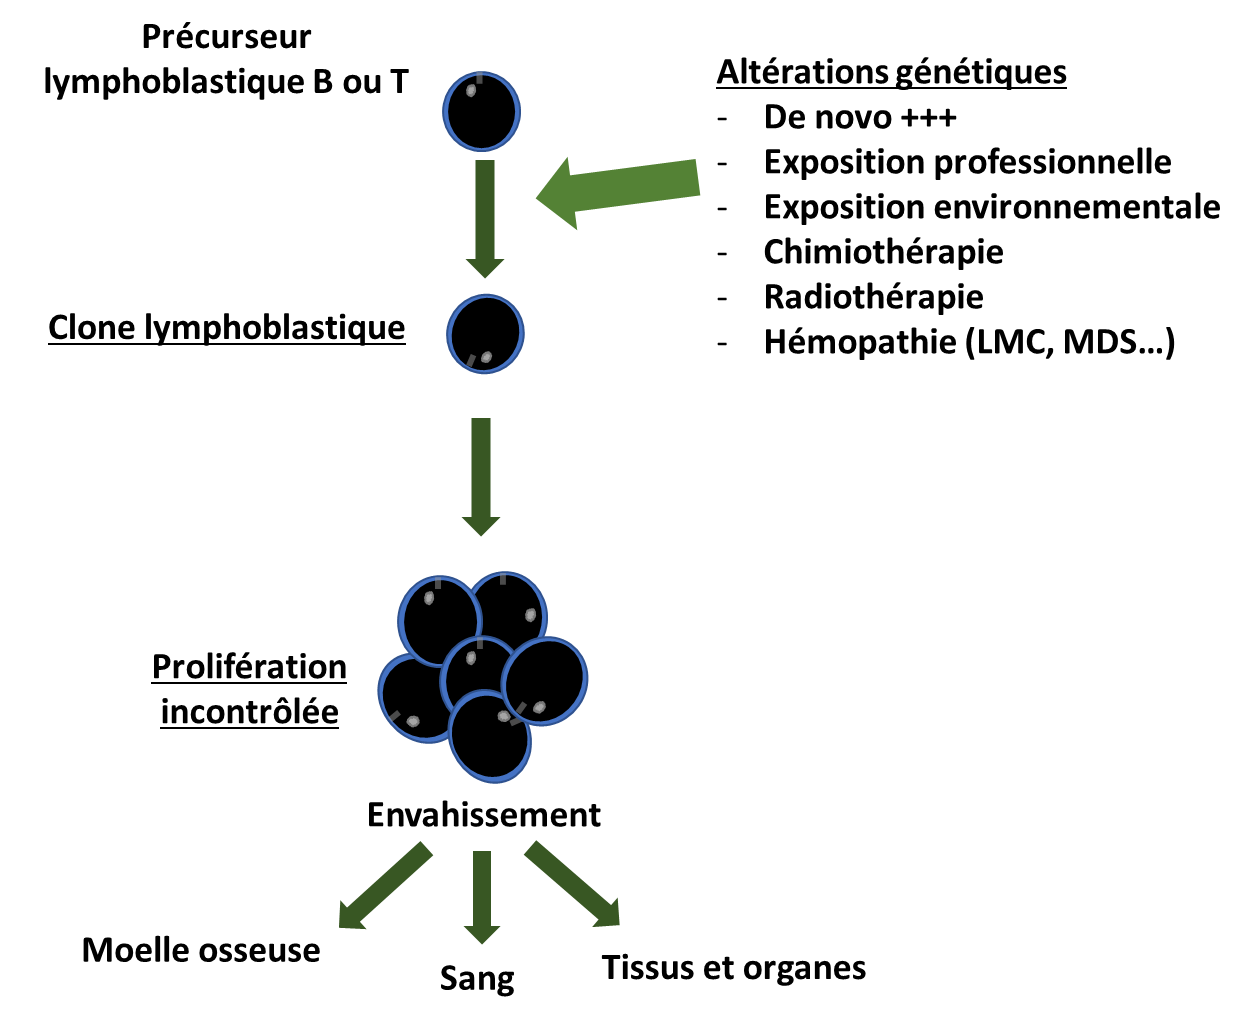 Précurseur
lymphoblastique B ou T
Altérations génétiques
- De novo +++
- Exposition professionnelle
- Exposition environnementale
- Chimiothérapie
- Radiothérapie
- Hémopathie (LMC, MDS...)
Clone lymphoblastique
Prolifération
incontrôlée
Envahissement
Moelle osseuse
Sang
Tissus et organes